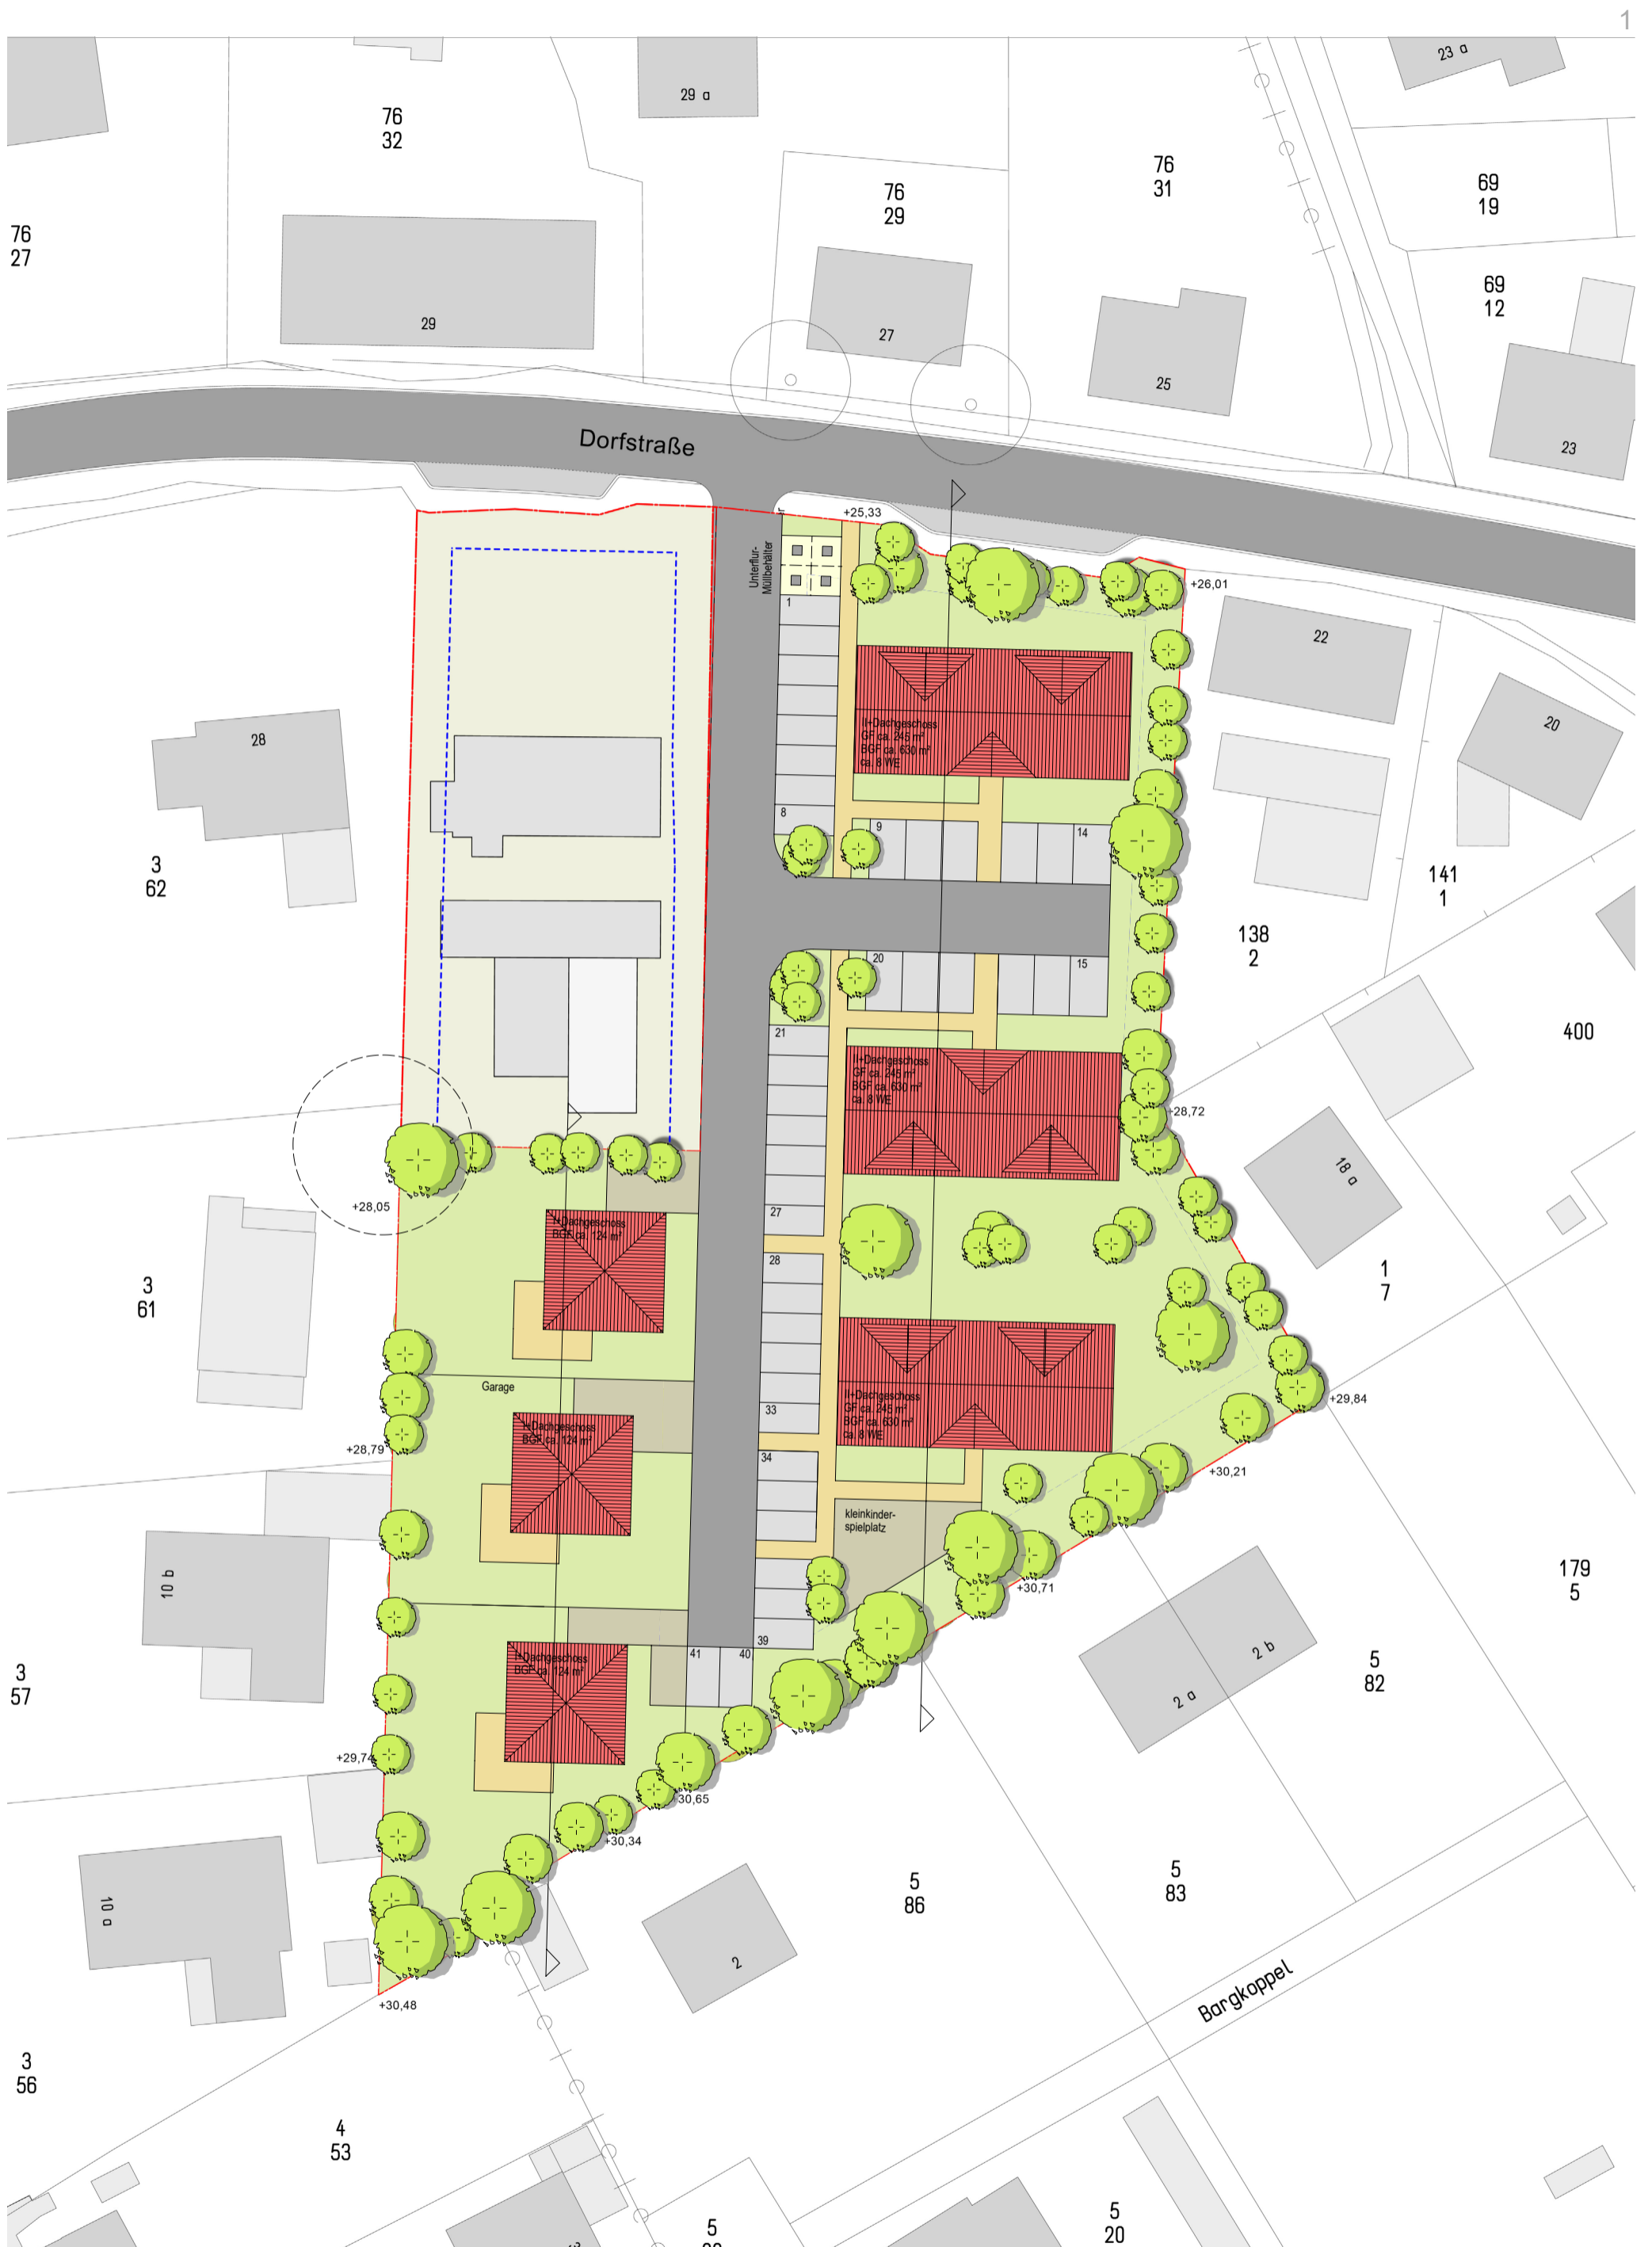 1
23 a
29 a
76
32
76
31
76
29
69
19
76
27
69
12
29
27
25
23
Dorfstraße
+25,33
Unterflur-
Müllbehälter
+26,01
1
22
20
28
II+Dachgeschoss
GF ca. 245 m²
BGF ca. 630 m²
ca. 8 WE
8
9
14
3
62
141
1
138
2
20
15
400
21
II+Dachgeschoss
GF ca. 245 m²
BGF ca. 630 m²
ca. 8 WE
+28,72
18 a
+28,05
27
I+Dachgeschoss
BGF ca. 124 m²
28
3
61
1
7
Garage
+29,84
II+Dachgeschoss
GF ca. 245 m²
BGF ca. 630 m²
ca. 8 WE
33
I+Dachgeschoss
BGF ca. 124 m²
+28,79
34
+30,21
kleinkinder-
spielplatz
10 b
179
5
+30,71
39
41
40
I+Dachgeschoss
BGF ca. 124 m²
2 b
2 a
5
82
3
57
+29,74
+30,65
+30,34
5
86
5
83
10 a
2
Bargkoppel
+30,48
3
56
4
53
5
20
5